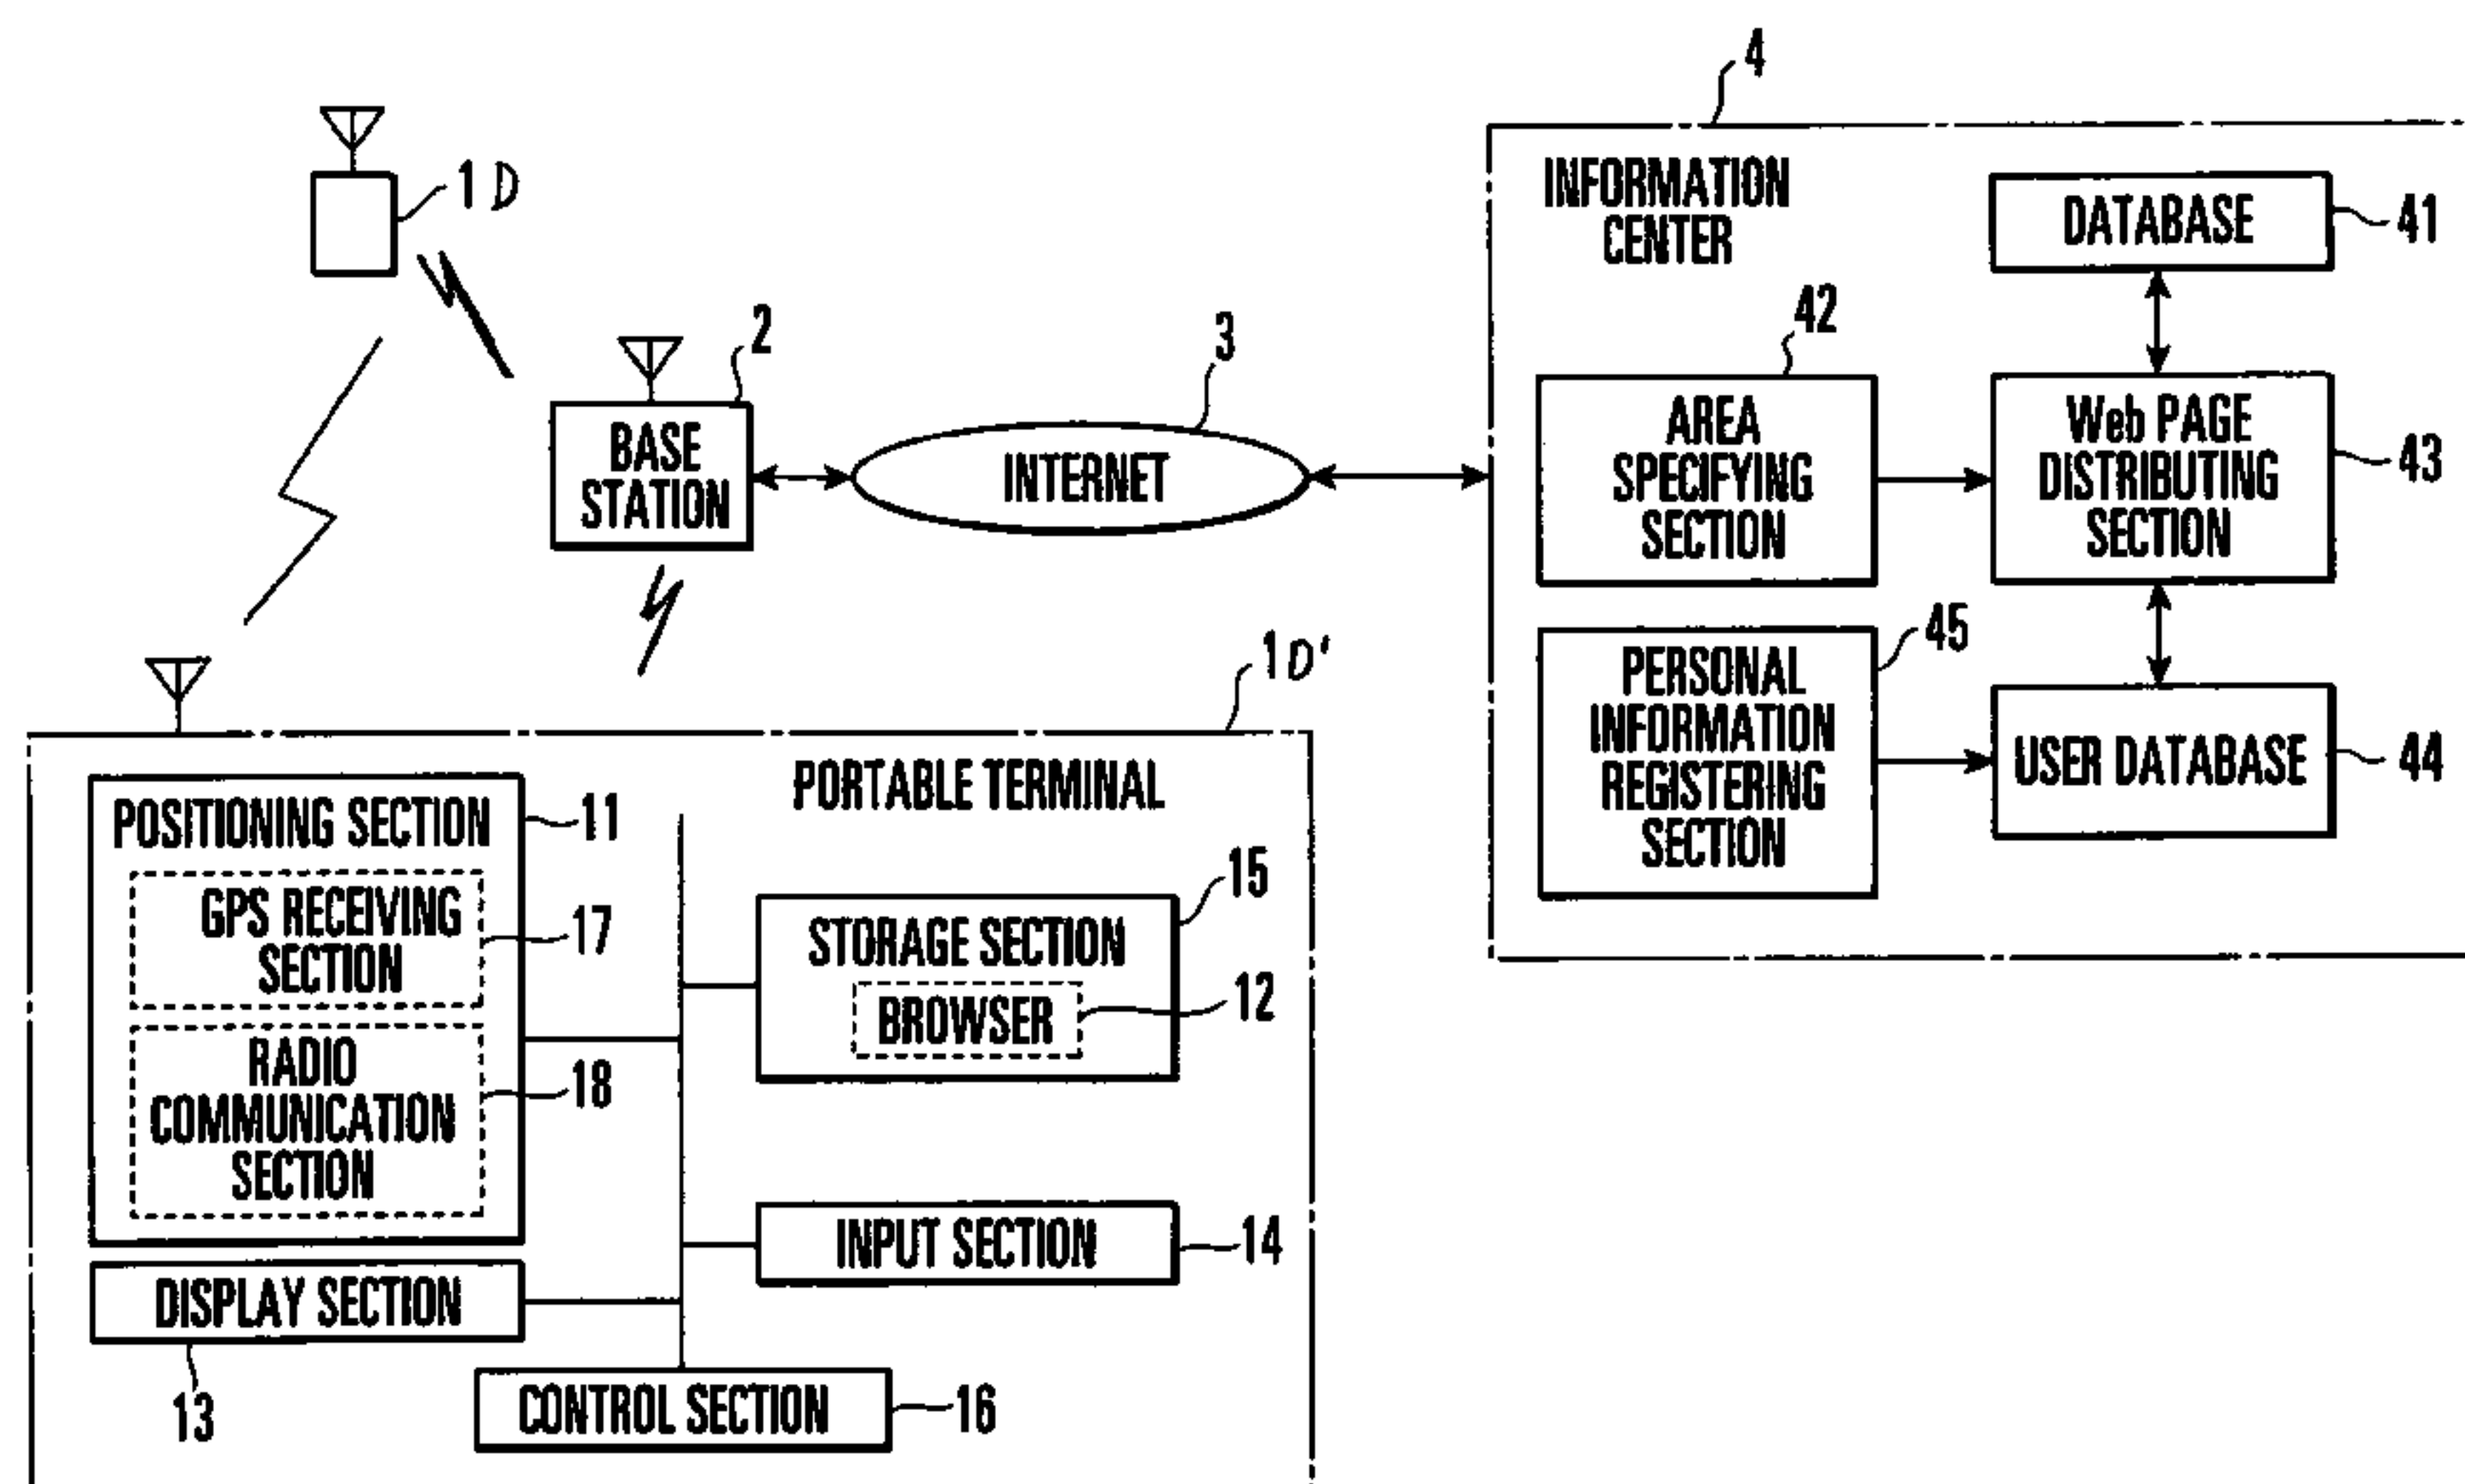 4
1D
INFORMATION
CENTER
DATABASE
41
42
2
3
BASE
STATION
INTERNET
AREA
SPECIFYING
SECTION
Web PAGE
DISTRIBUTING
SECTION
43
45
1D'
PERSONAL
INFORMATION
REGISTERING
SECTION
USER DATABASE
44
PORTABLE TERMINAL
POSITIONING SECTION
11
GPS RECEIVING
SECTION
17
RADIO
COMMUNICATION
SECTION
18
15
STORAGE SECTION
BROWSER
12
INPUT SECTION
14
DISPLAY SECTION
13
CONTROL SECTION
16